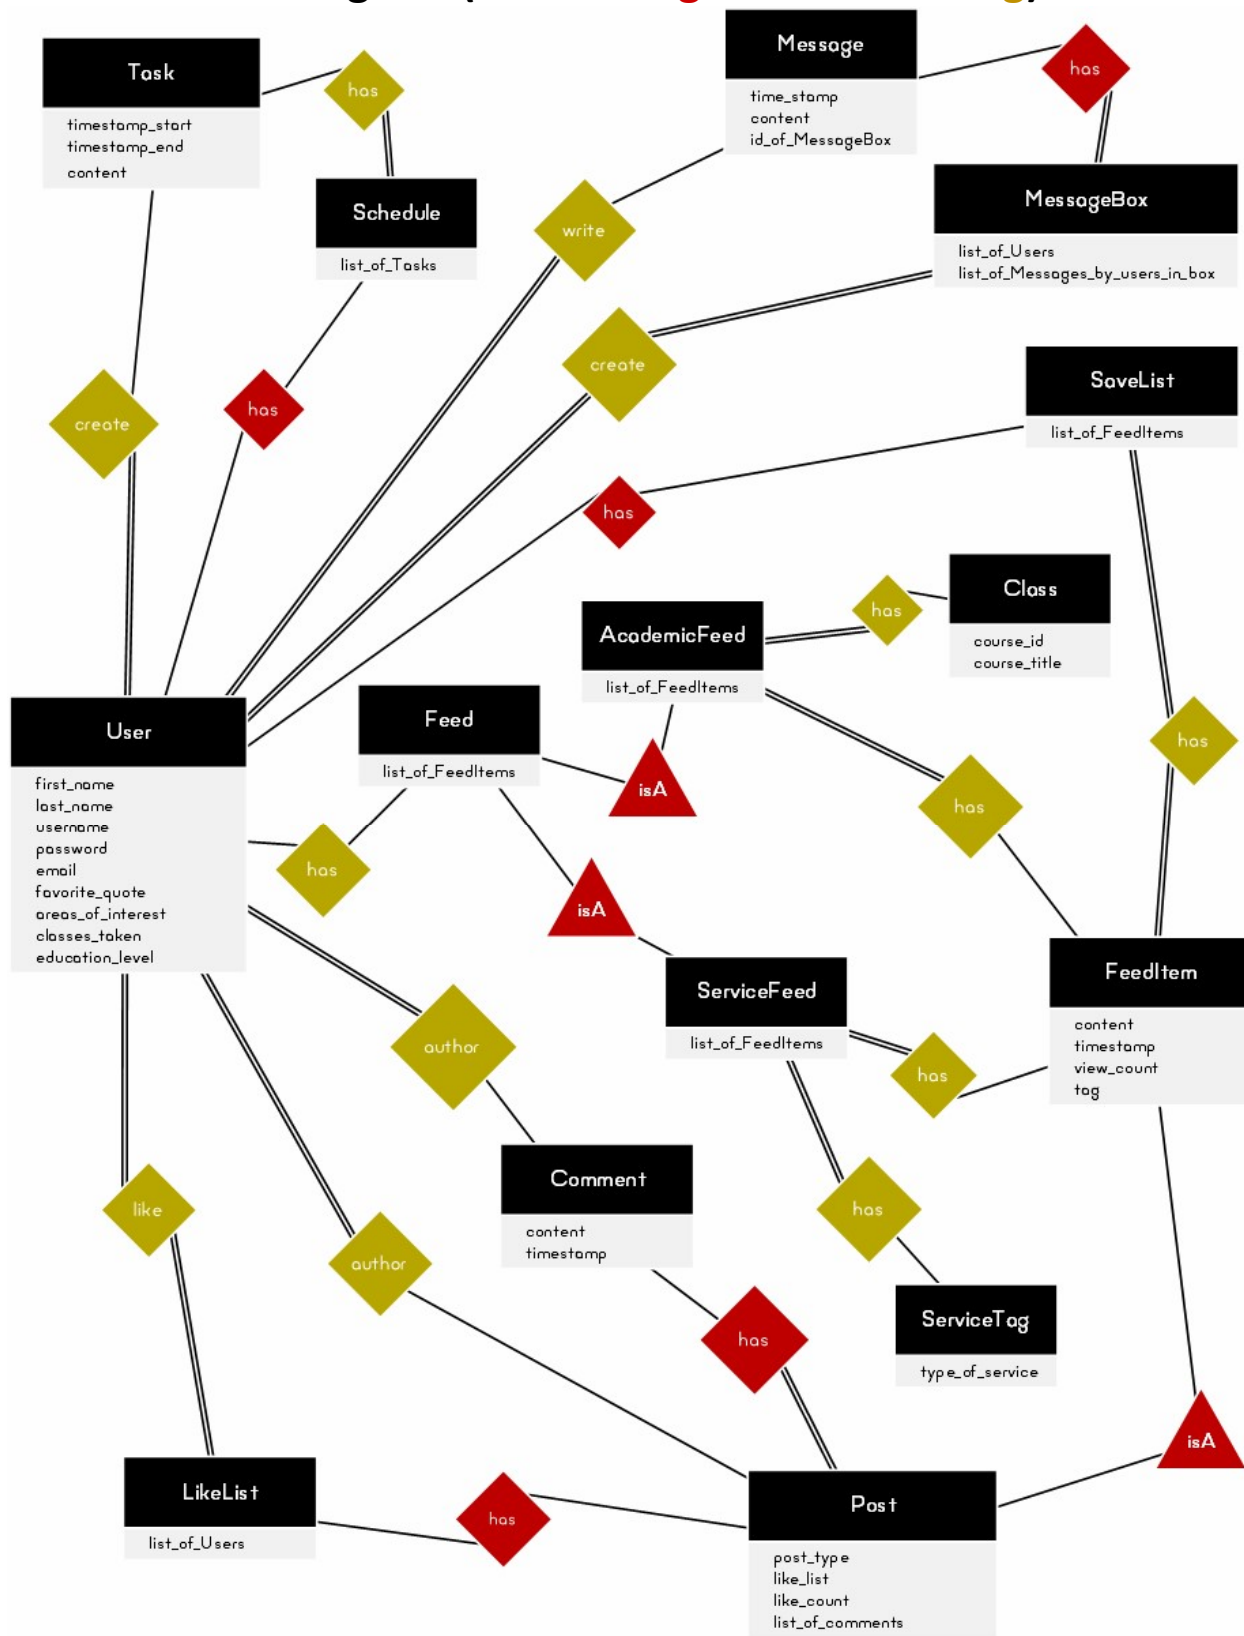 Task
timestamp_start
timestamp_end
content
has
Message
time_stamp
content
id_of_MessageBox
has
Schedule
list_of_Tasks
write
MessageBox
list_of_Users
list_of_Messages_by_users_in_box
create
create
has
SaveList
list_of_FeedItems
has
Class
course_id
course_title
has
AcademicFeed
list_of_FeedItems
User
first_name
last_name
username
password
email
favorite_quote
areas_of_interest
classes_taken
education_level
Feed
list_of_FeedItems
isA
has
has
has
isA
ServiceFeed
list_of_FeedItems
FeedItem
content
timestamp
view_count
tag
author
has
Comment
content
timestamp
like
author
has
has
ServiceTag
type_of_service
isA
LikeList
list_of_Users
has
Post
post_type
like_list
like_count
list_of_comments